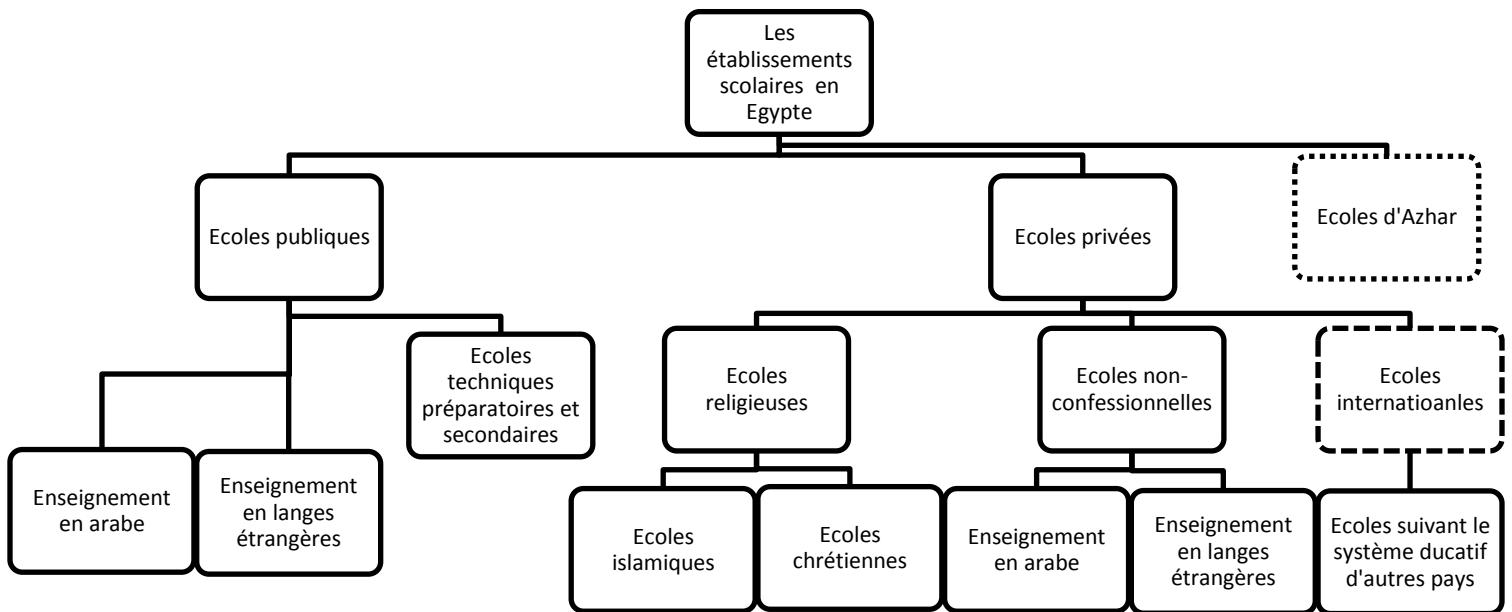 Les
établissements
scolaires en
Egypte
Ecoles publiques
Ecoles privées
Ecoles d'Azhar
Ecoles
techniques
préparatoires et
secondaires
Enseignement
en arabe
Enseignement
en langes
étrangères
Ecoles
religieuses
Ecoles non-
confessionnelles
Ecoles
internatioanles
Ecoles
islamiques
Ecoles
chrétiennes
Enseignement
en arabe
Enseignement
en langes
étrangères
Ecoles suivant le
système ducatif
d'autres pays